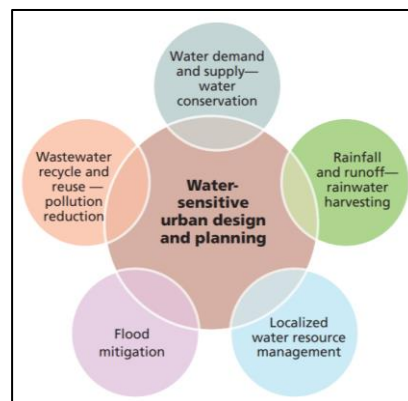 Water demand
and supply—
water
conservation
Wastewater
recycle and
reuse —
pollution
reduction
Water-
sensitive
urban design
and planning
Rainfall
and runoff—
rainwater
harvesting
Flood
mitigation
Localized
water resource
management